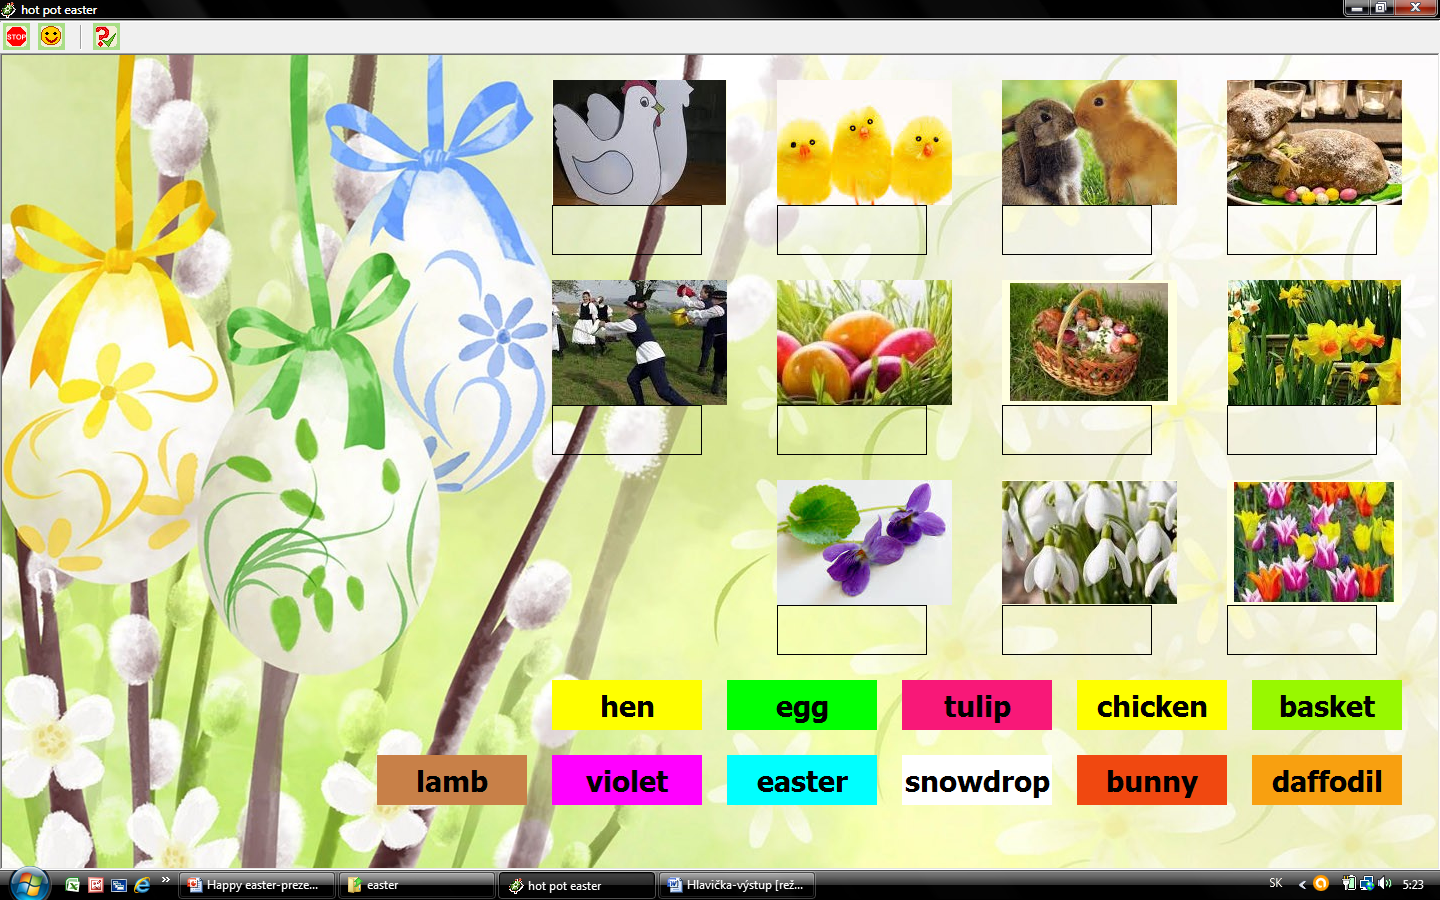 hot pot easter
STOP
hen egg tulip chicken basket
lamb violet easter snowdrop bunny daffodil
» Happy easter-preze... easter hot pot easter Hlavička-výstup [rež... SK < 5:23